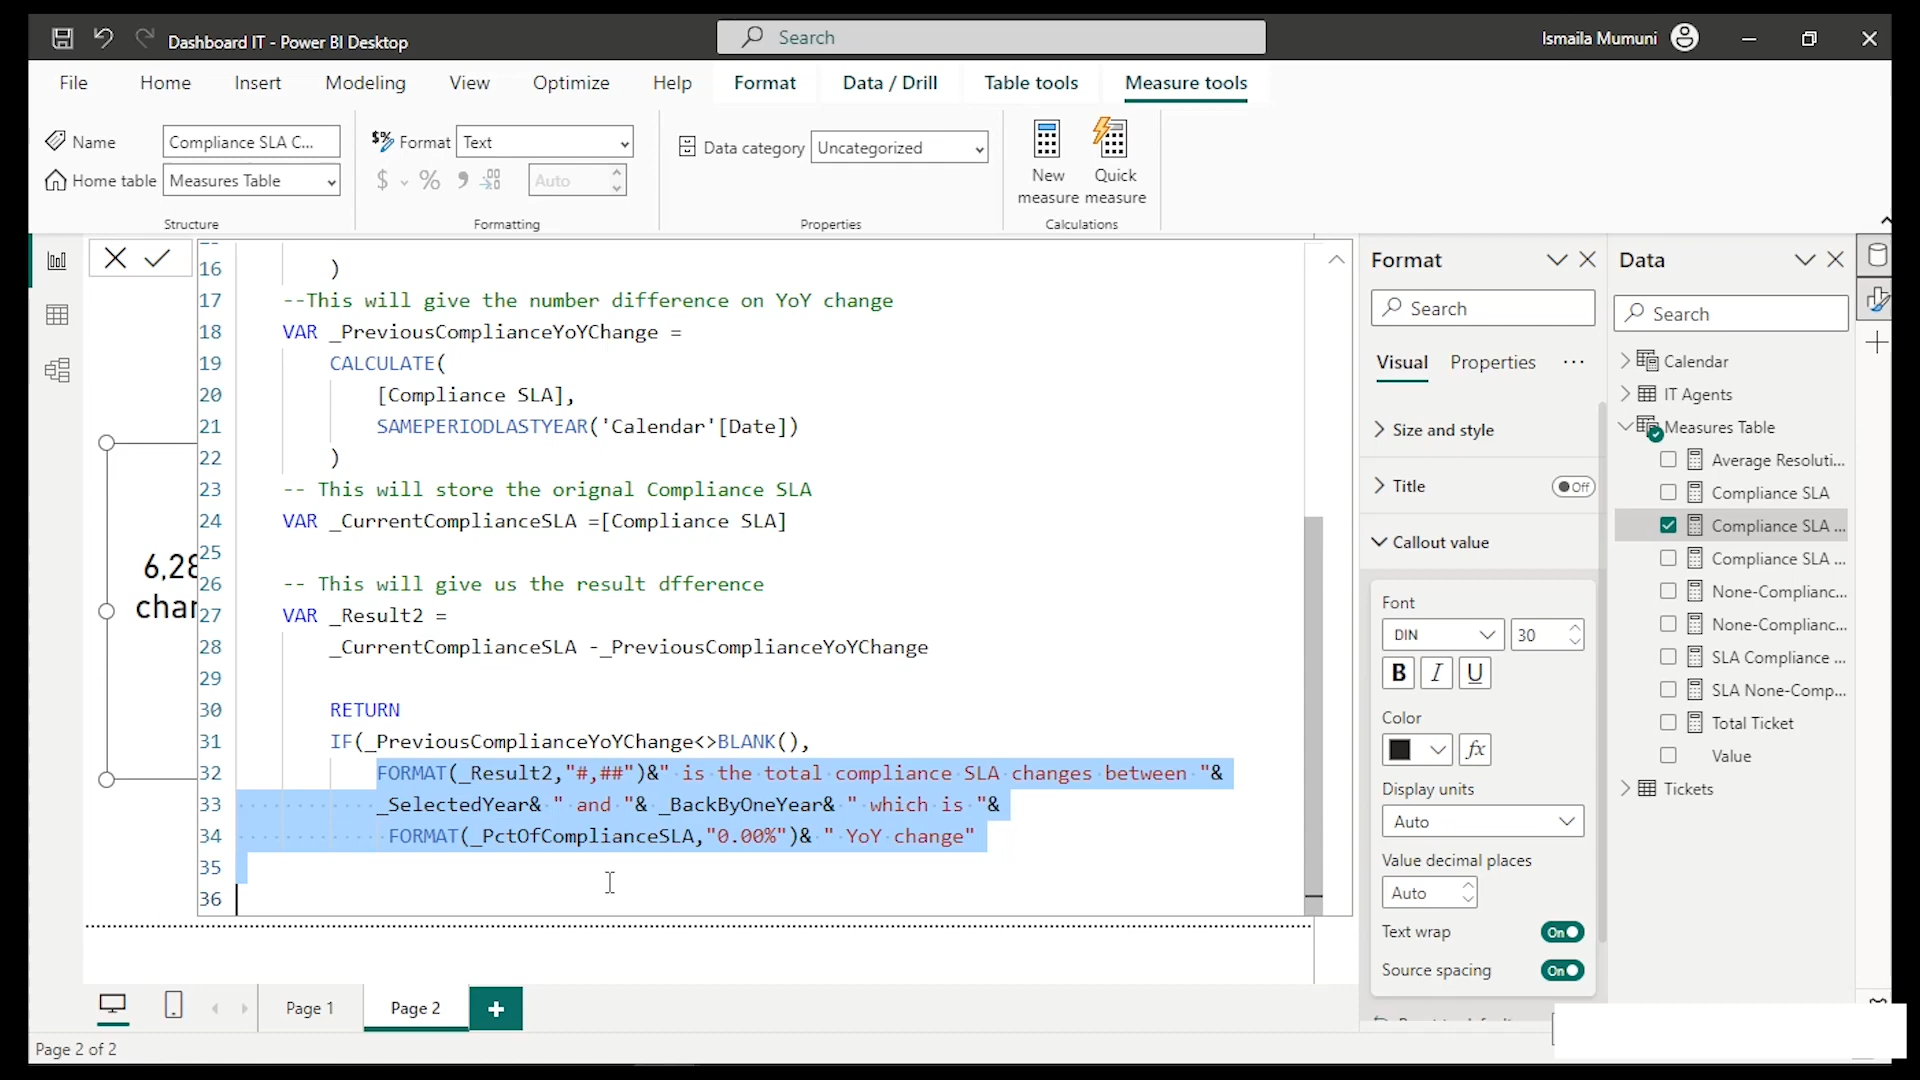 Dashboard IT - Power BI Desktop
Search
Ismaila Mumuni
File
Home
Insert
Modeling
View
Optimize
Help
Format
Data / Drill
Table tools
Measure tools
Name
Compliance SLA C...
Home table
Measures Table
Structure
Format
Text
$
%
Auto
Formatting
Data category
Uncategorized
Properties
New
measure
Quick
measure
Calculations
16 )
17 --This will give the number difference on YoY change
18 VAR _PreviousComplianceYoYChange =
19 CALCULATE(
20 [Compliance SLA],
21 SAMEPERIODLASTYEAR('Calendar'[Date])
22 )
23 -- This will store the orignal Compliance SLA
24 VAR _CurrentComplianceSLA =[Compliance SLA]
25
26 -- This will give us the result dfference
27 VAR _Result2 =
28 _CurrentComplianceSLA -_PreviousComplianceYoYChange
29
30 RETURN
31 IF(_PreviousComplianceYoYChange<>BLANK(),
32 FORMAT(_Result2,"#,##")&" is the total compliance SLA changes between "&
33 _SelectedYear& " and "& _BackByOneYear& " which is "&
34 FORMAT(_PctOfComplianceSLA,"0.00%")& " YoY change"
35
36
6,28
char
Format
Search
Visual
Properties
Size and style
Title
Off
Callout value
Font
DIN
30
B
I
U
Color
fx
Display units
Auto
Value decimal places
Auto
Text wrap
On
Source spacing
On
Data
Search
Calendar
IT Agents
Measures Table
Average Resoluti...
Compliance SLA
Compliance SLA ...
Compliance SLA ...
None-Complianc...
None-Complianc...
SLA Compliance ...
SLA None-Comp...
Total Ticket
Value
Tickets
Page 1
Page 2
Page 2 of 2